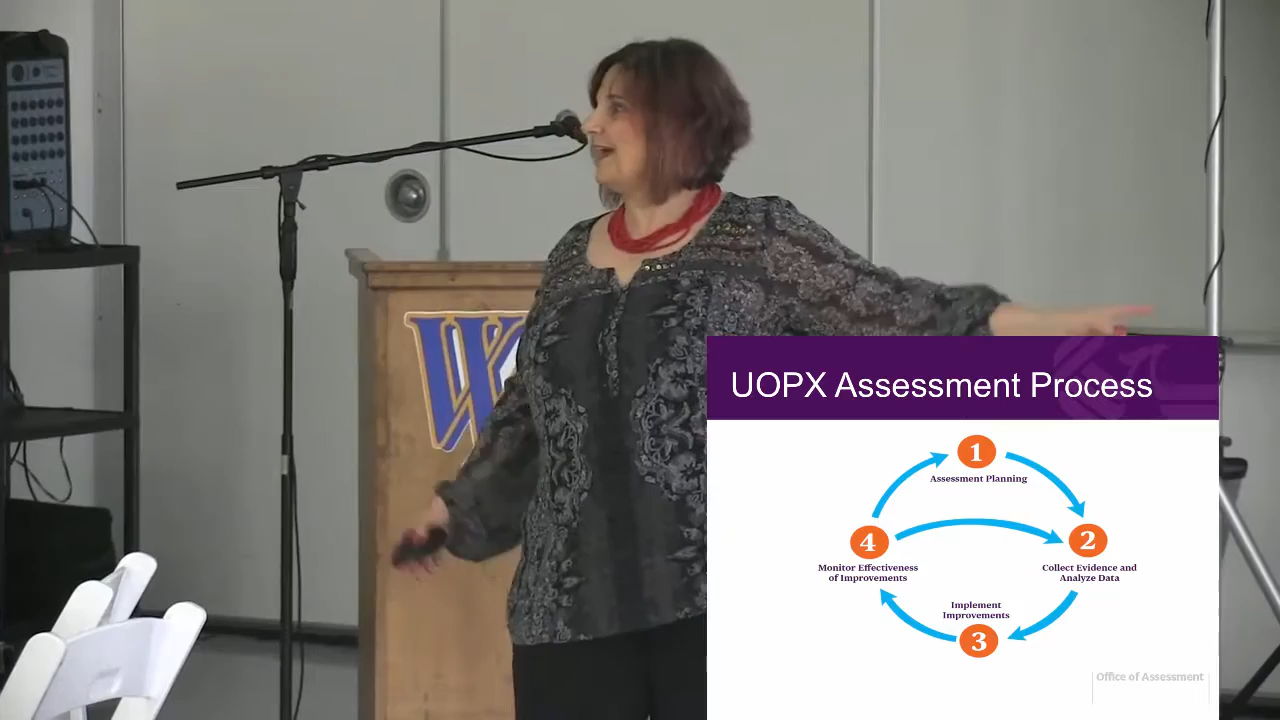 UOPX Assessment Process
1
Assessment Planning
4
2
Monitor Effectiveness
of Improvements
Collect Evidence and
Analyze Data
Implement
Improvements
3
Office of Assessment